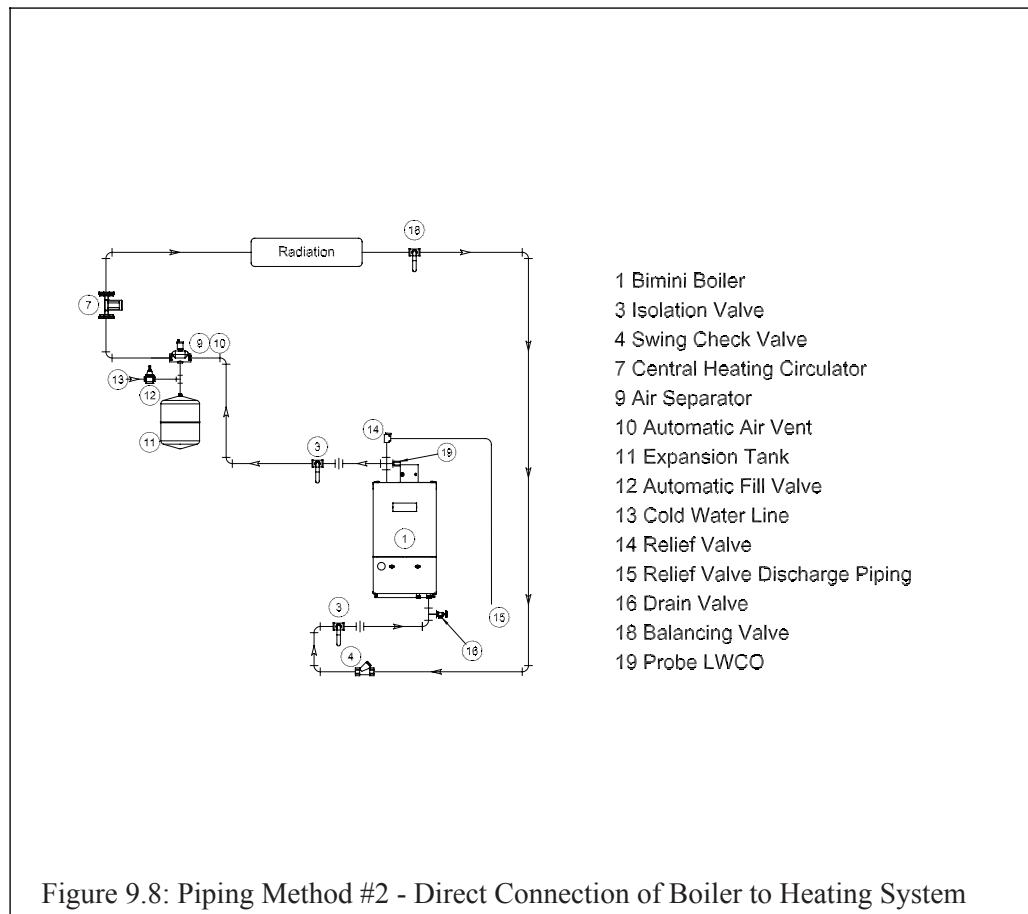 18
Radiation
7
9 10
13
12
14
11
3
19
1
3
15
4
16
1 Bimini Boiler
3 Isolation Valve
4 Swing Check Valve
7 Central Heating Circulator
9 Air Separator
10 Automatic Air Vent
11 Expansion Tank
12 Automatic Fill Valve
13 Cold Water Line
14 Relief Valve
15 Relief Valve Discharge Piping
16 Drain Valve
18 Balancing Valve
19 Probe LWCO
Figure 9.8: Piping Method #2 - Direct Connection of Boiler to Heating System